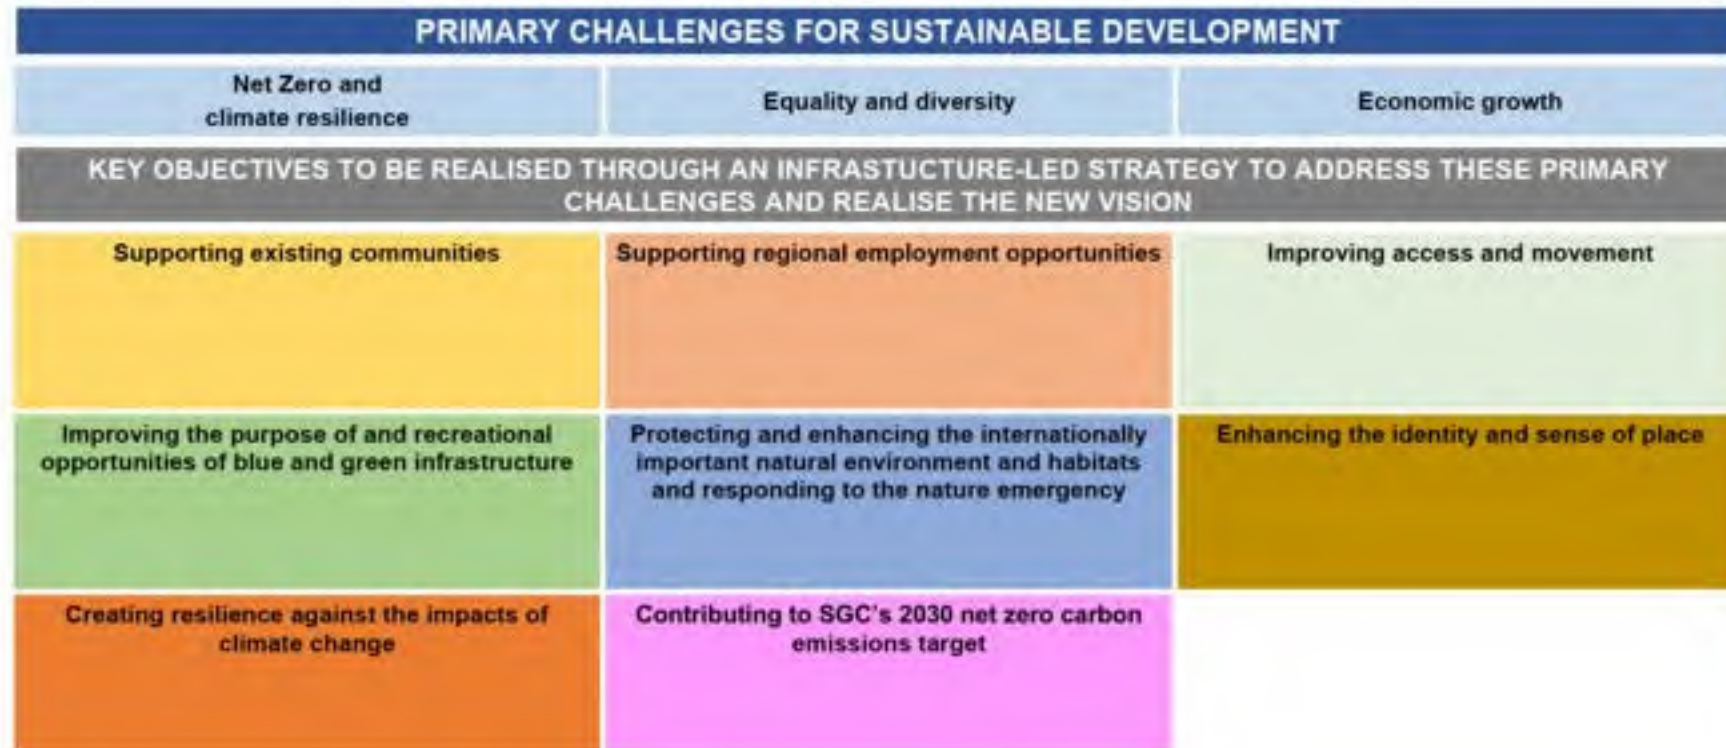 PRIMARY CHALLENGES FOR SUSTAINABLE DEVELOPMENT
Net Zero and
climate resilience
Equality and diversity
Economic growth
KEY OBJECTIVES TO BE REALISED THROUGH AN INFRASTUCTURE-LED STRATEGY TO ADDRESS THESE PRIMARY
CHALLENGES AND REALISE THE NEW VISION
Supporting existing communities
Supporting regional employment opportunities
Improving access and movement
Improving the purpose of and recreational
opportunities of blue and green infrastructure
Protecting and enhancing the internationally
important natural environment and habitats
and responding to the nature emergency
Enhancing the identity and sense of place
Creating resilience against the impacts of
climate change
Contributing to SGC's 2030 net zero carbon
emissions target